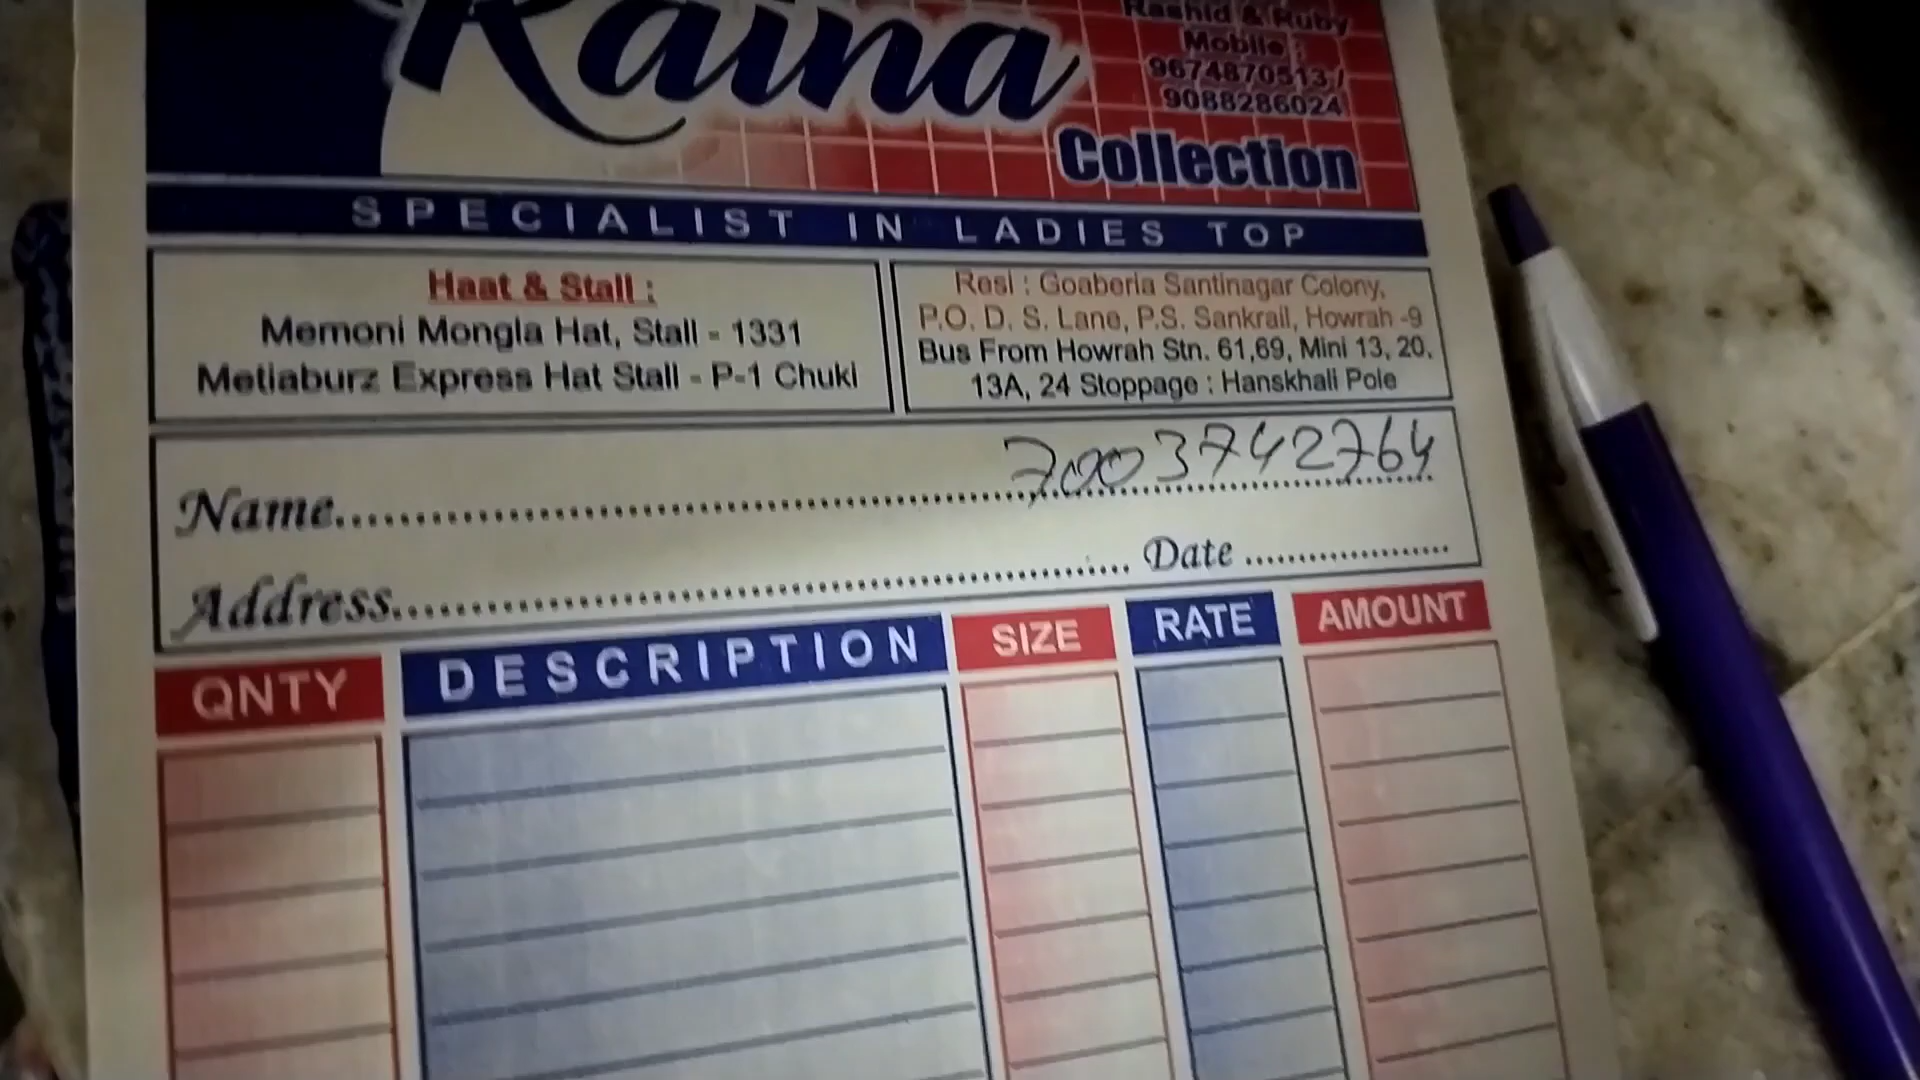 Raina
Rashid & Ruby
Mobile :
9674870513 /
9088286024
Collection
SPECIALIST IN LADIES TOP
Haat & Stall :
Memoni Mongla Hat, Stall - 1331
Metiaburz Express Hat Stall - P-1 Chuki
Resi : Goaberia Santinagar Colony,
P.O. D. S. Lane, P.S. Sankrail, Howrah -9
Bus From Howrah Stn. 61,69, Mini 13, 20,
13A, 24 Stoppage : Hanskhali Pole
7003742764
Name
Address
Date
QNTY DESCRIPTION SIZE RATE AMOUNT